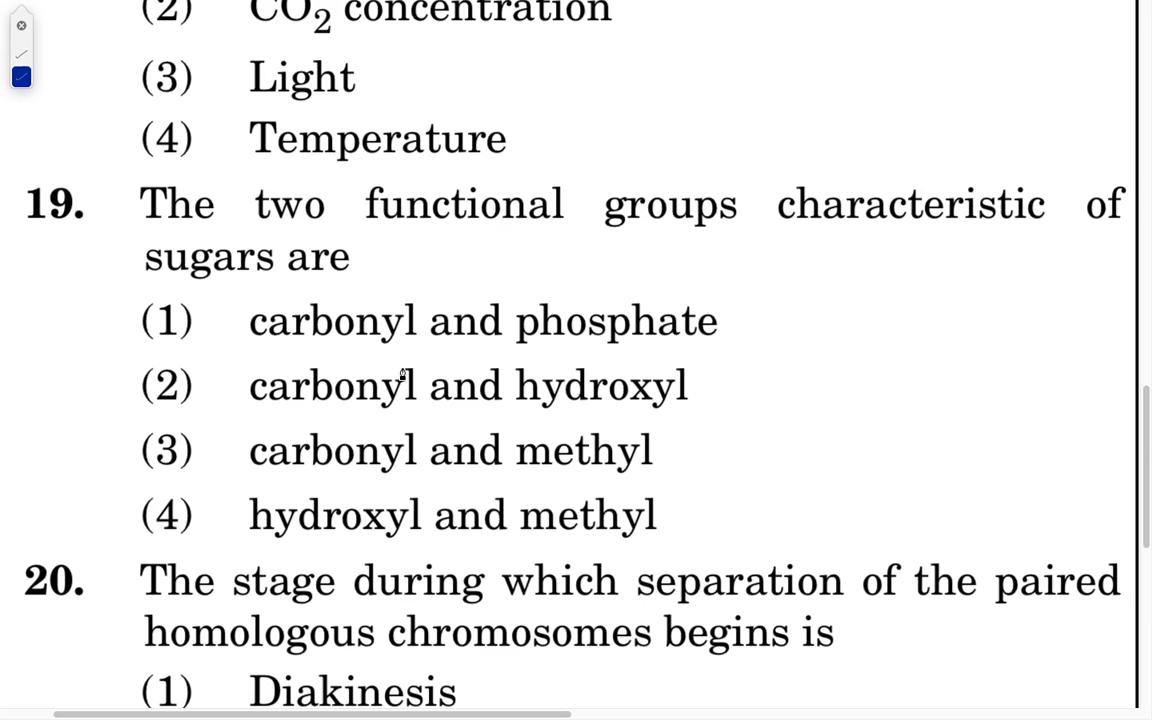 (2) CO₂ concentration
(3) Light
(4) Temperature
19. The two functional groups characteristic of
sugars are
(1) carbonyl and phosphate
(2) carbonyl and hydroxyl
(3) carbonyl and methyl
(4) hydroxyl and methyl
20. The stage during which separation of the paired
homologous chromosomes begins is
(1) Diakinesis